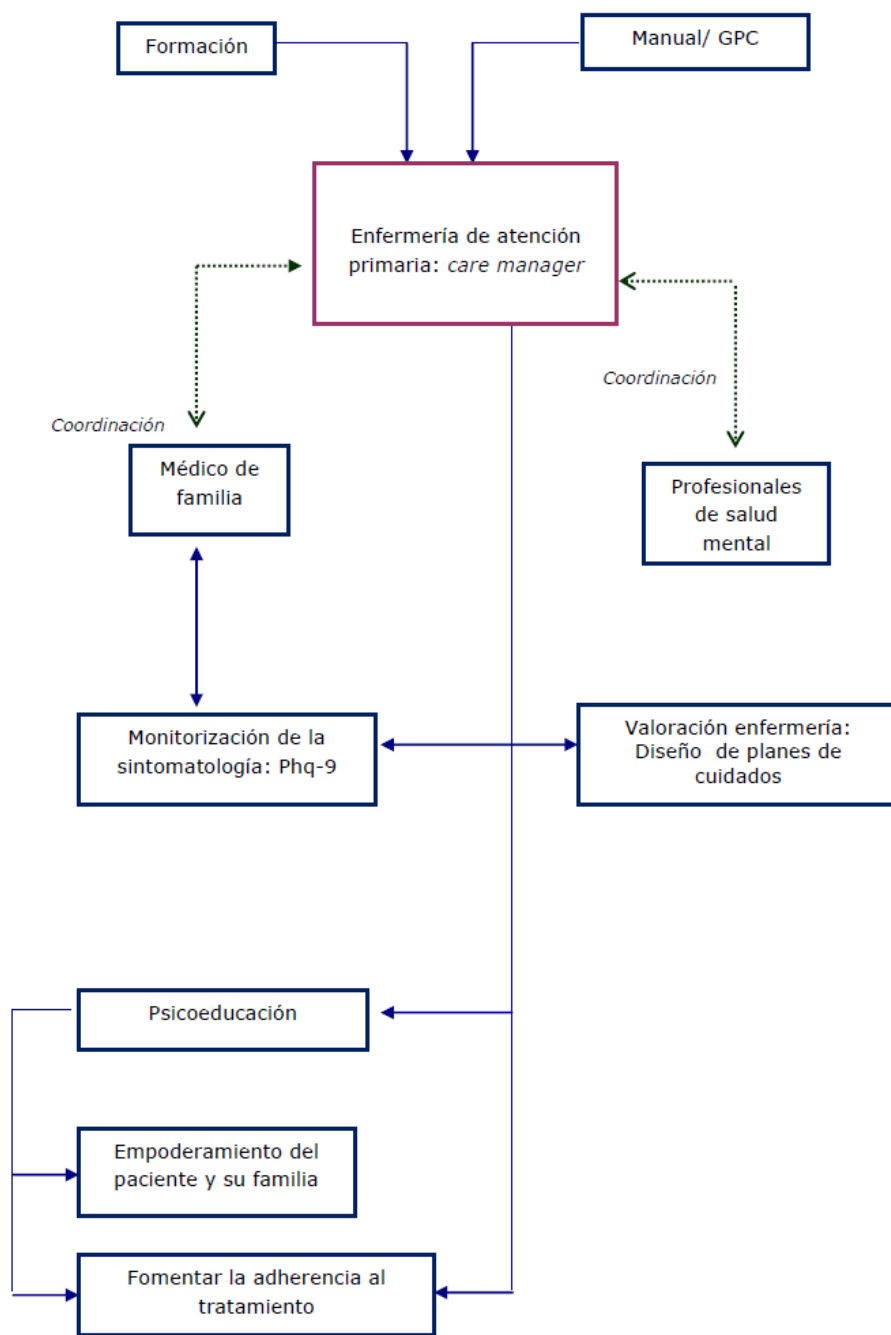 Formación
Manual/ GPC
Enfermería de atención
primaria: care manager
Coordinación
Coordinación
Médico de
familia
Profesionales
de salud
mental
Monitorización de la
sintomatología: Phq-9
Valoración enfermería:
Diseño de planes de
cuidados
Psicoeducación
Empoderamiento del
paciente y su familia
Fomentar la adherencia al
tratamiento